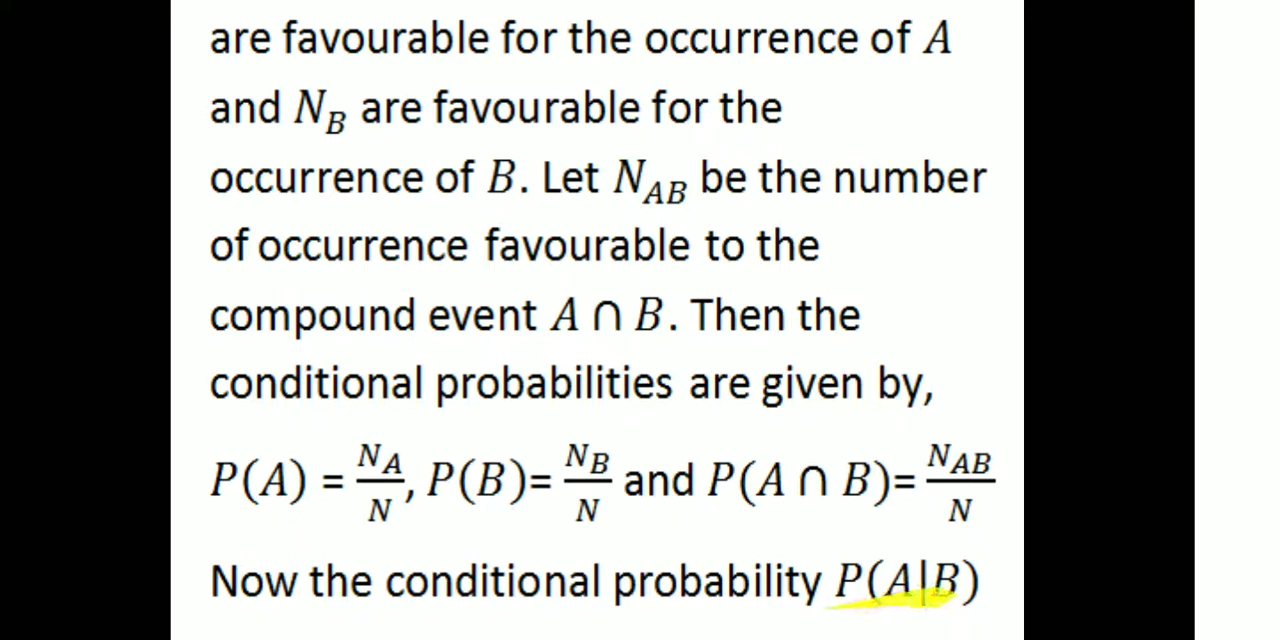 are favourable for the occurrence of A
and N_B are favourable for the
occurrence of B. Let N_AB be the number
of occurrence favourable to the
compound event A ∩ B. Then the
conditional probabilities are given by,
P(A) = N_A/N, P(B)= N_B/N and P(A ∩ B)= N_AB/N
Now the conditional probability P(A|B)